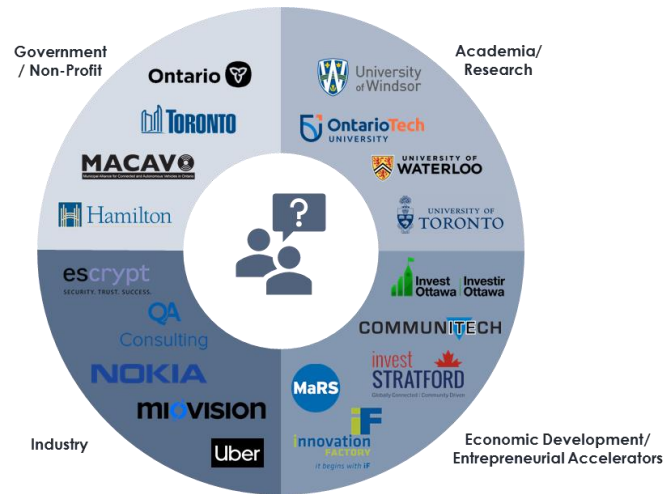 Government
/ Non-Profit
Ontario
TORONTO
MACAVO
Municipal Alliance for Connected and Autonomous Vehicles in Ontario
Hamilton
Academia/
Research
University
of Windsor
OntarioTech
UNIVERSITY
UNIVERSITY OF
WATERLOO
UNIVERSITY OF
TORONTO
?
escrypt
SECURITY. TRUST. SUCCESS.
QA
Consulting
NOKIA
miovision
Uber
Industry
Invest Investir
Ottawa Ottawa
COMMUNITECH
invest
STRATFORD
Globally Connected / Community Driven
MaRS
iF
innovation
FACTORY
it begins with iF
Economic Development/
Entrepreneurial Accelerators